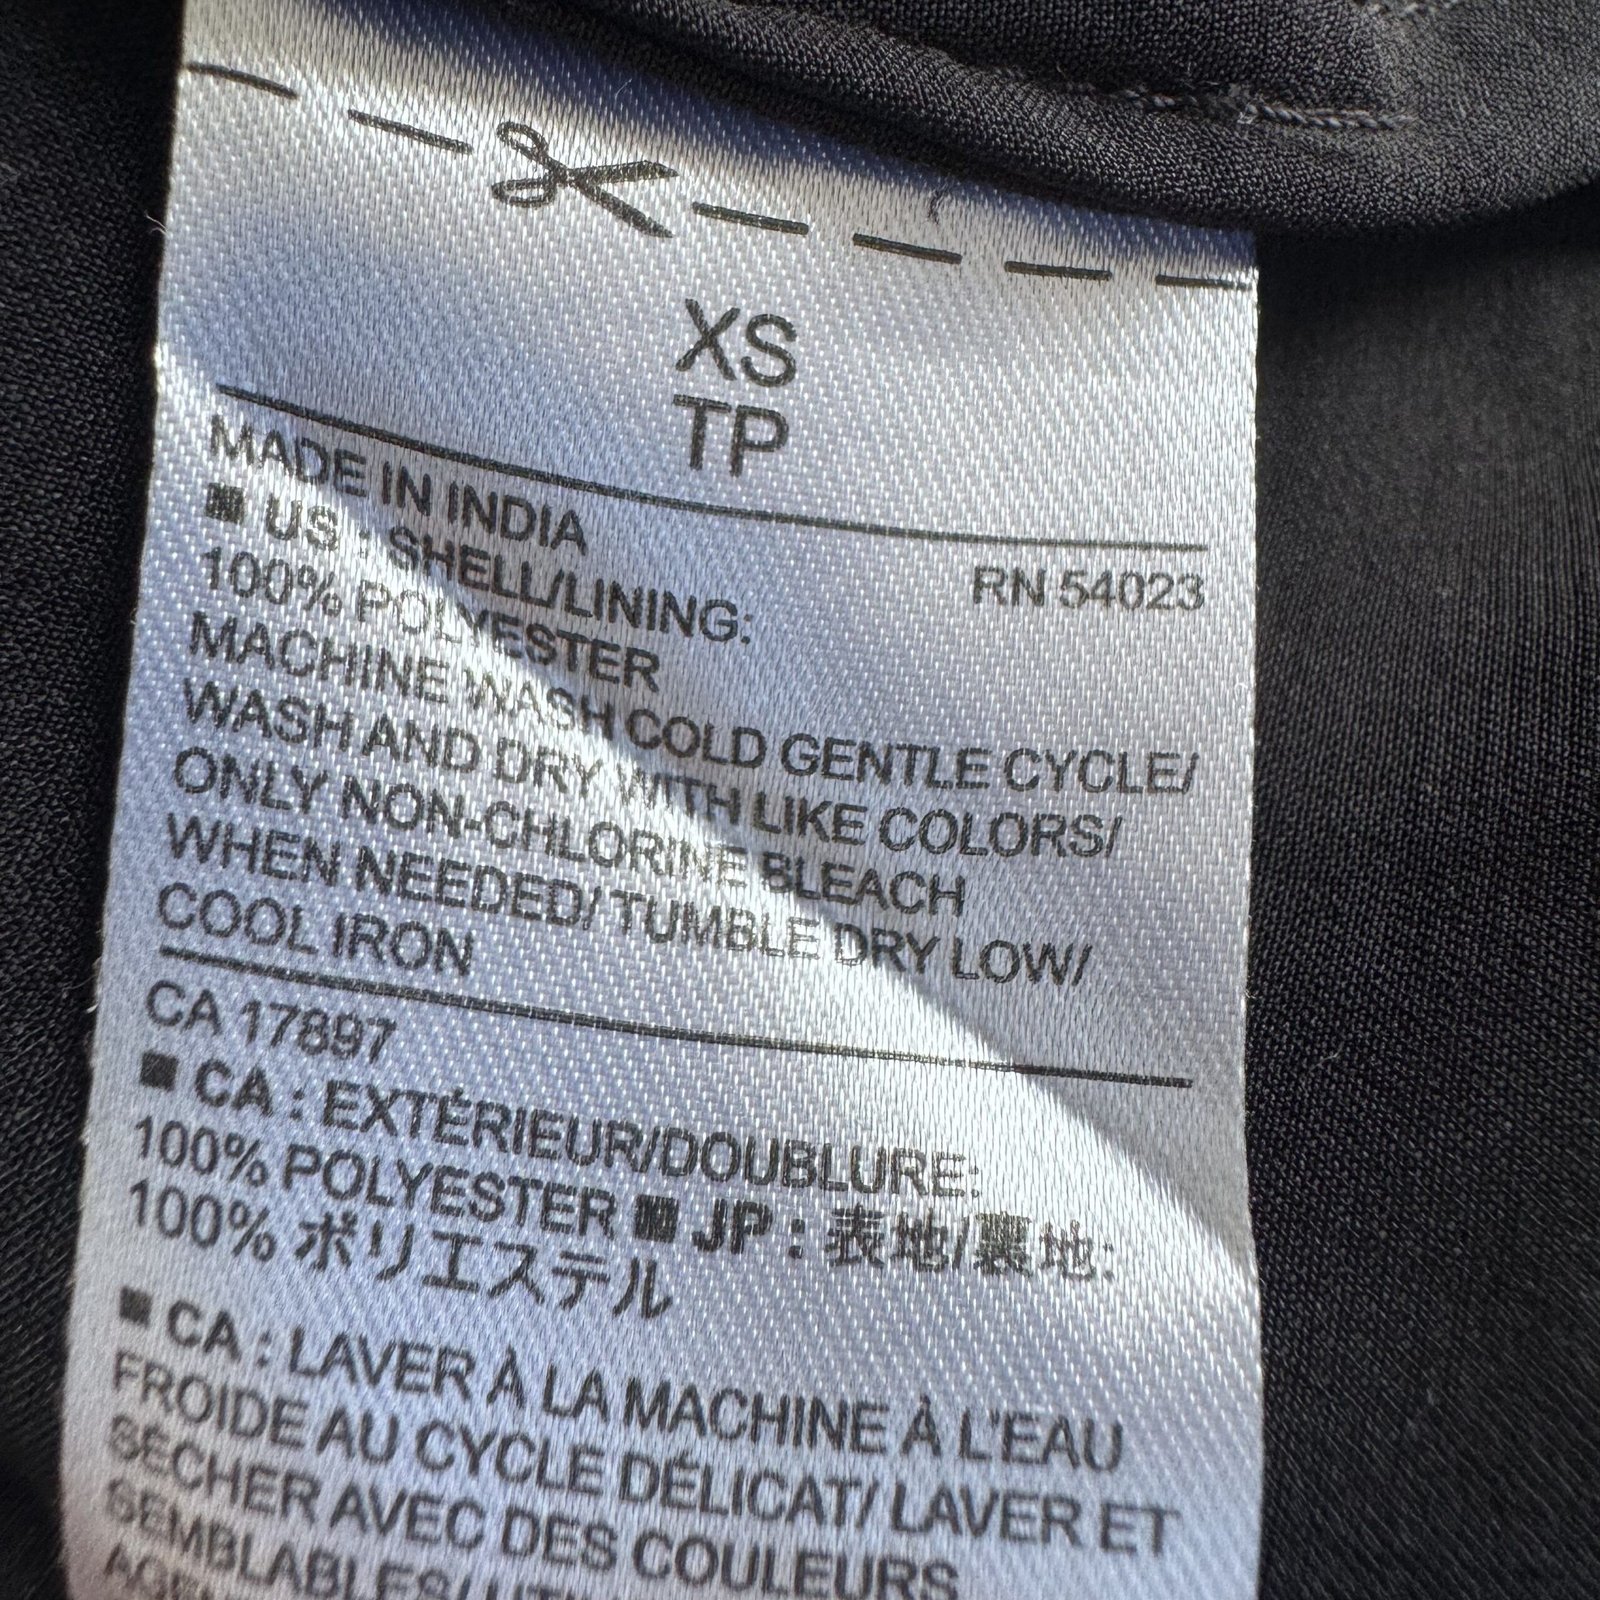 XS
TP
MADE IN INDIA
RN 54023
■ US : SHELL/LINING:
100% POLYESTER
MACHINE WASH COLD GENTLE CYCLE/
WASH AND DRY WITH LIKE COLORS/
ONLY NON-CHLORINE BLEACH
WHEN NEEDED/ TUMBLE DRY LOW/
COOL IRON
CA 17897
■ CA : EXTÉRIEUR/DOUBLURE:
100% POLYESTER ■ JP : 表地/裏地:
100% ポリエステル
■ CA : LAVER À LA MACHINE À L'EAU
FROIDE AU CYCLE DÉLICAT/ LAVER ET
SÉCHER AVEC DES COULEURS
SEMBLABLES/